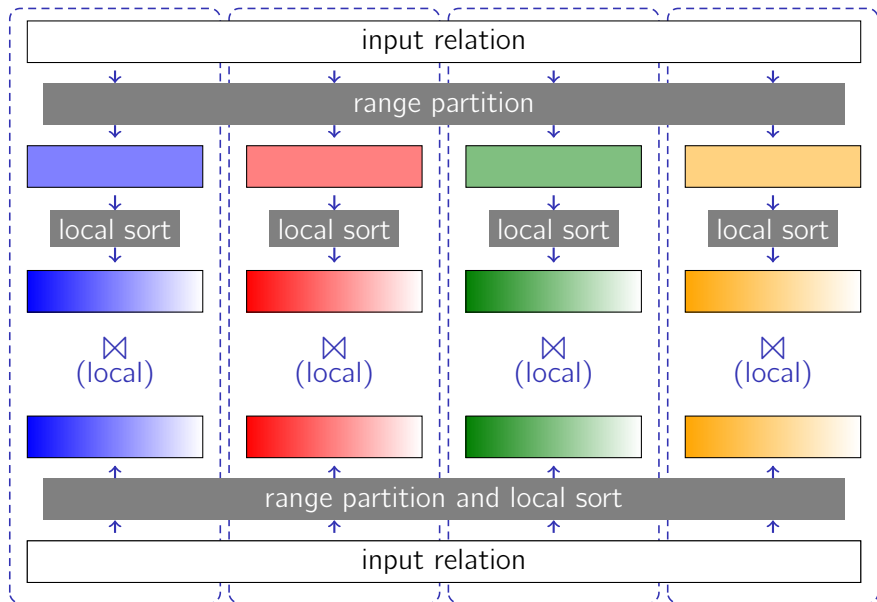 input relation
range partition
local sort local sort local sort local sort
⋈ ⋈ ⋈ ⋈
(local) (local) (local) (local)
range partition and local sort
input relation